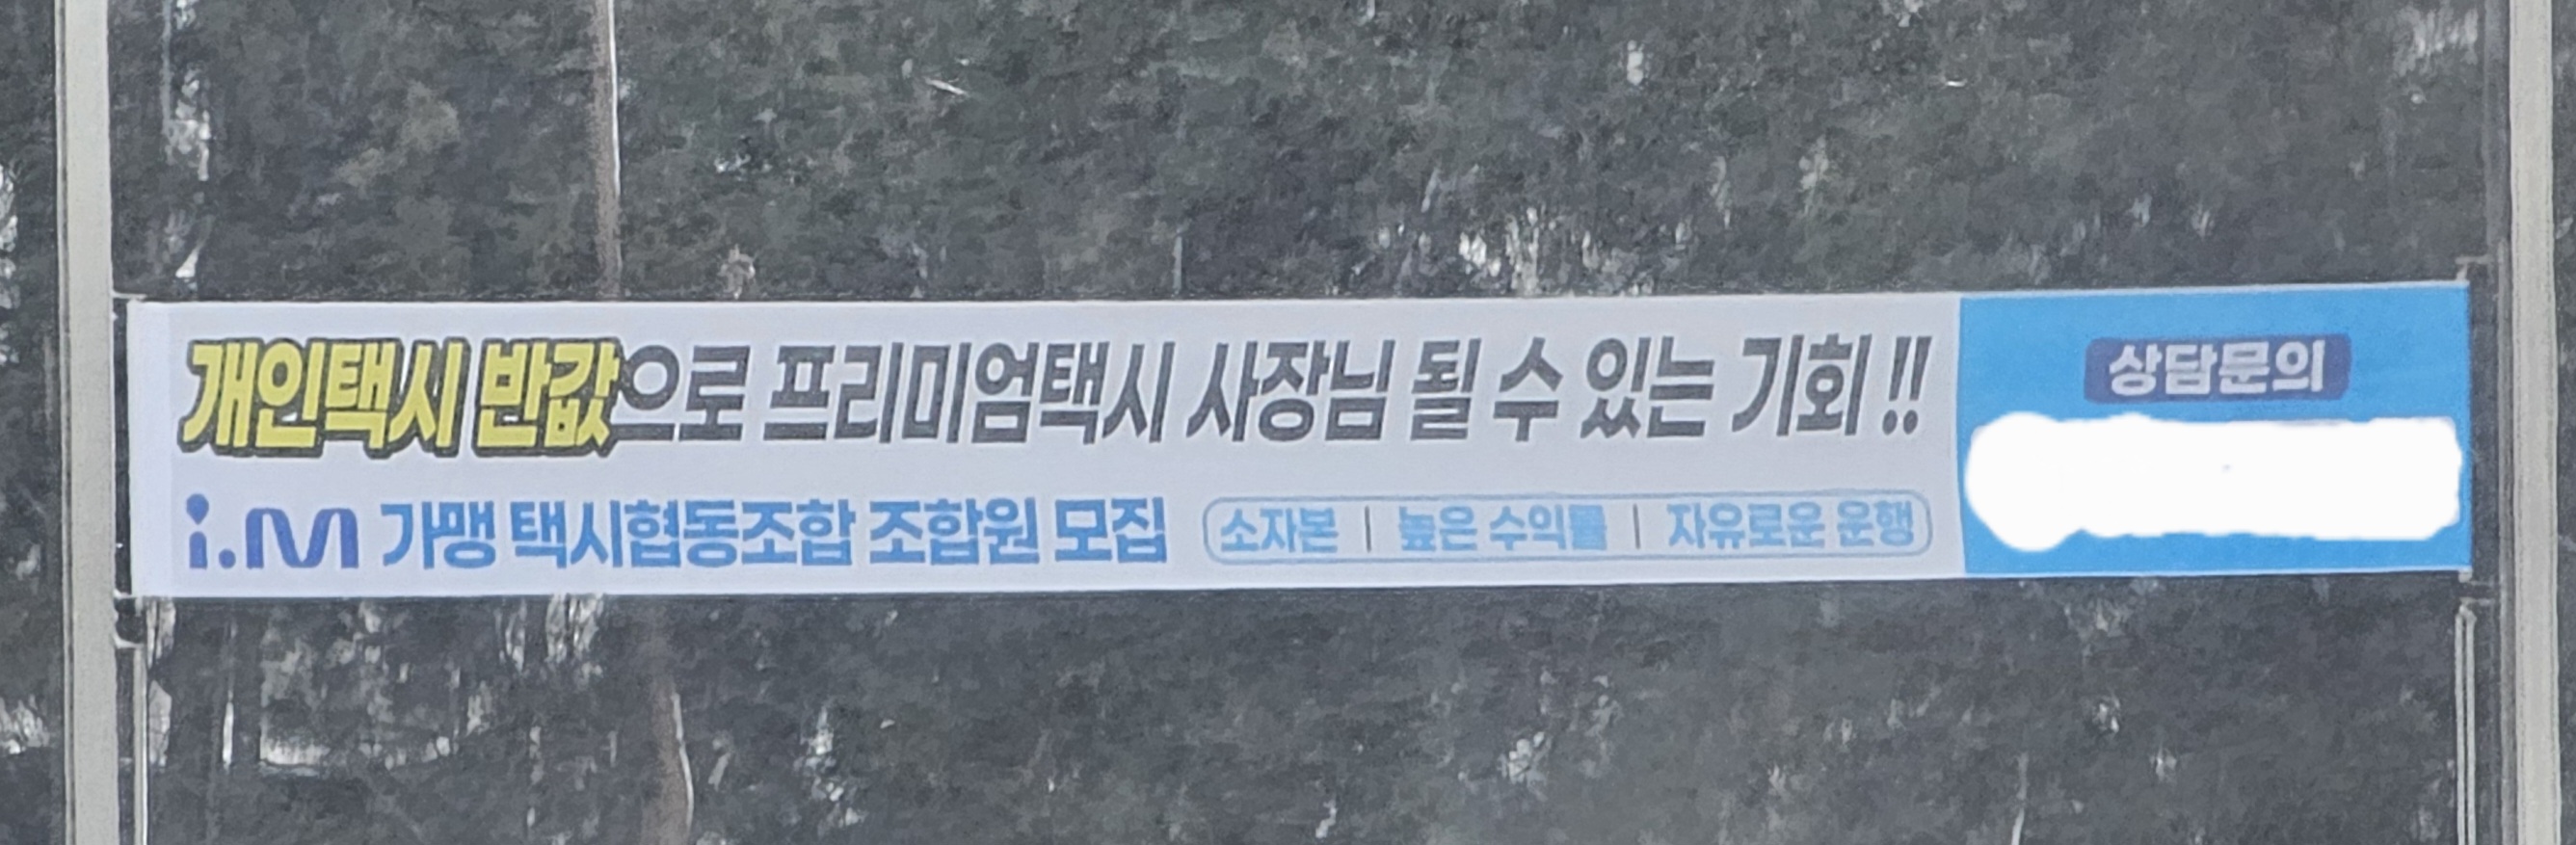 개인택시 반값으로 프리미엄택시 사장님 될 수 있는 기회!!
i.M 가맹 택시협동조합 조합원 모집
소자본 | 높은 수익률 | 자유로운 운행
상담문의